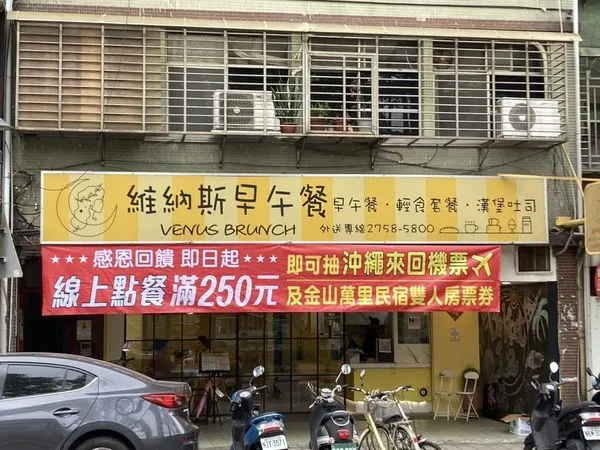 維納斯早午餐
VENUS BRUNCH
早午餐・輕食套餐・漢堡吐司
外送專線2758-5800
★★★感恩回饋 即日起★★★
線上點餐滿250元
即可抽沖繩來回機票
及金山萬里民宿雙人房票券